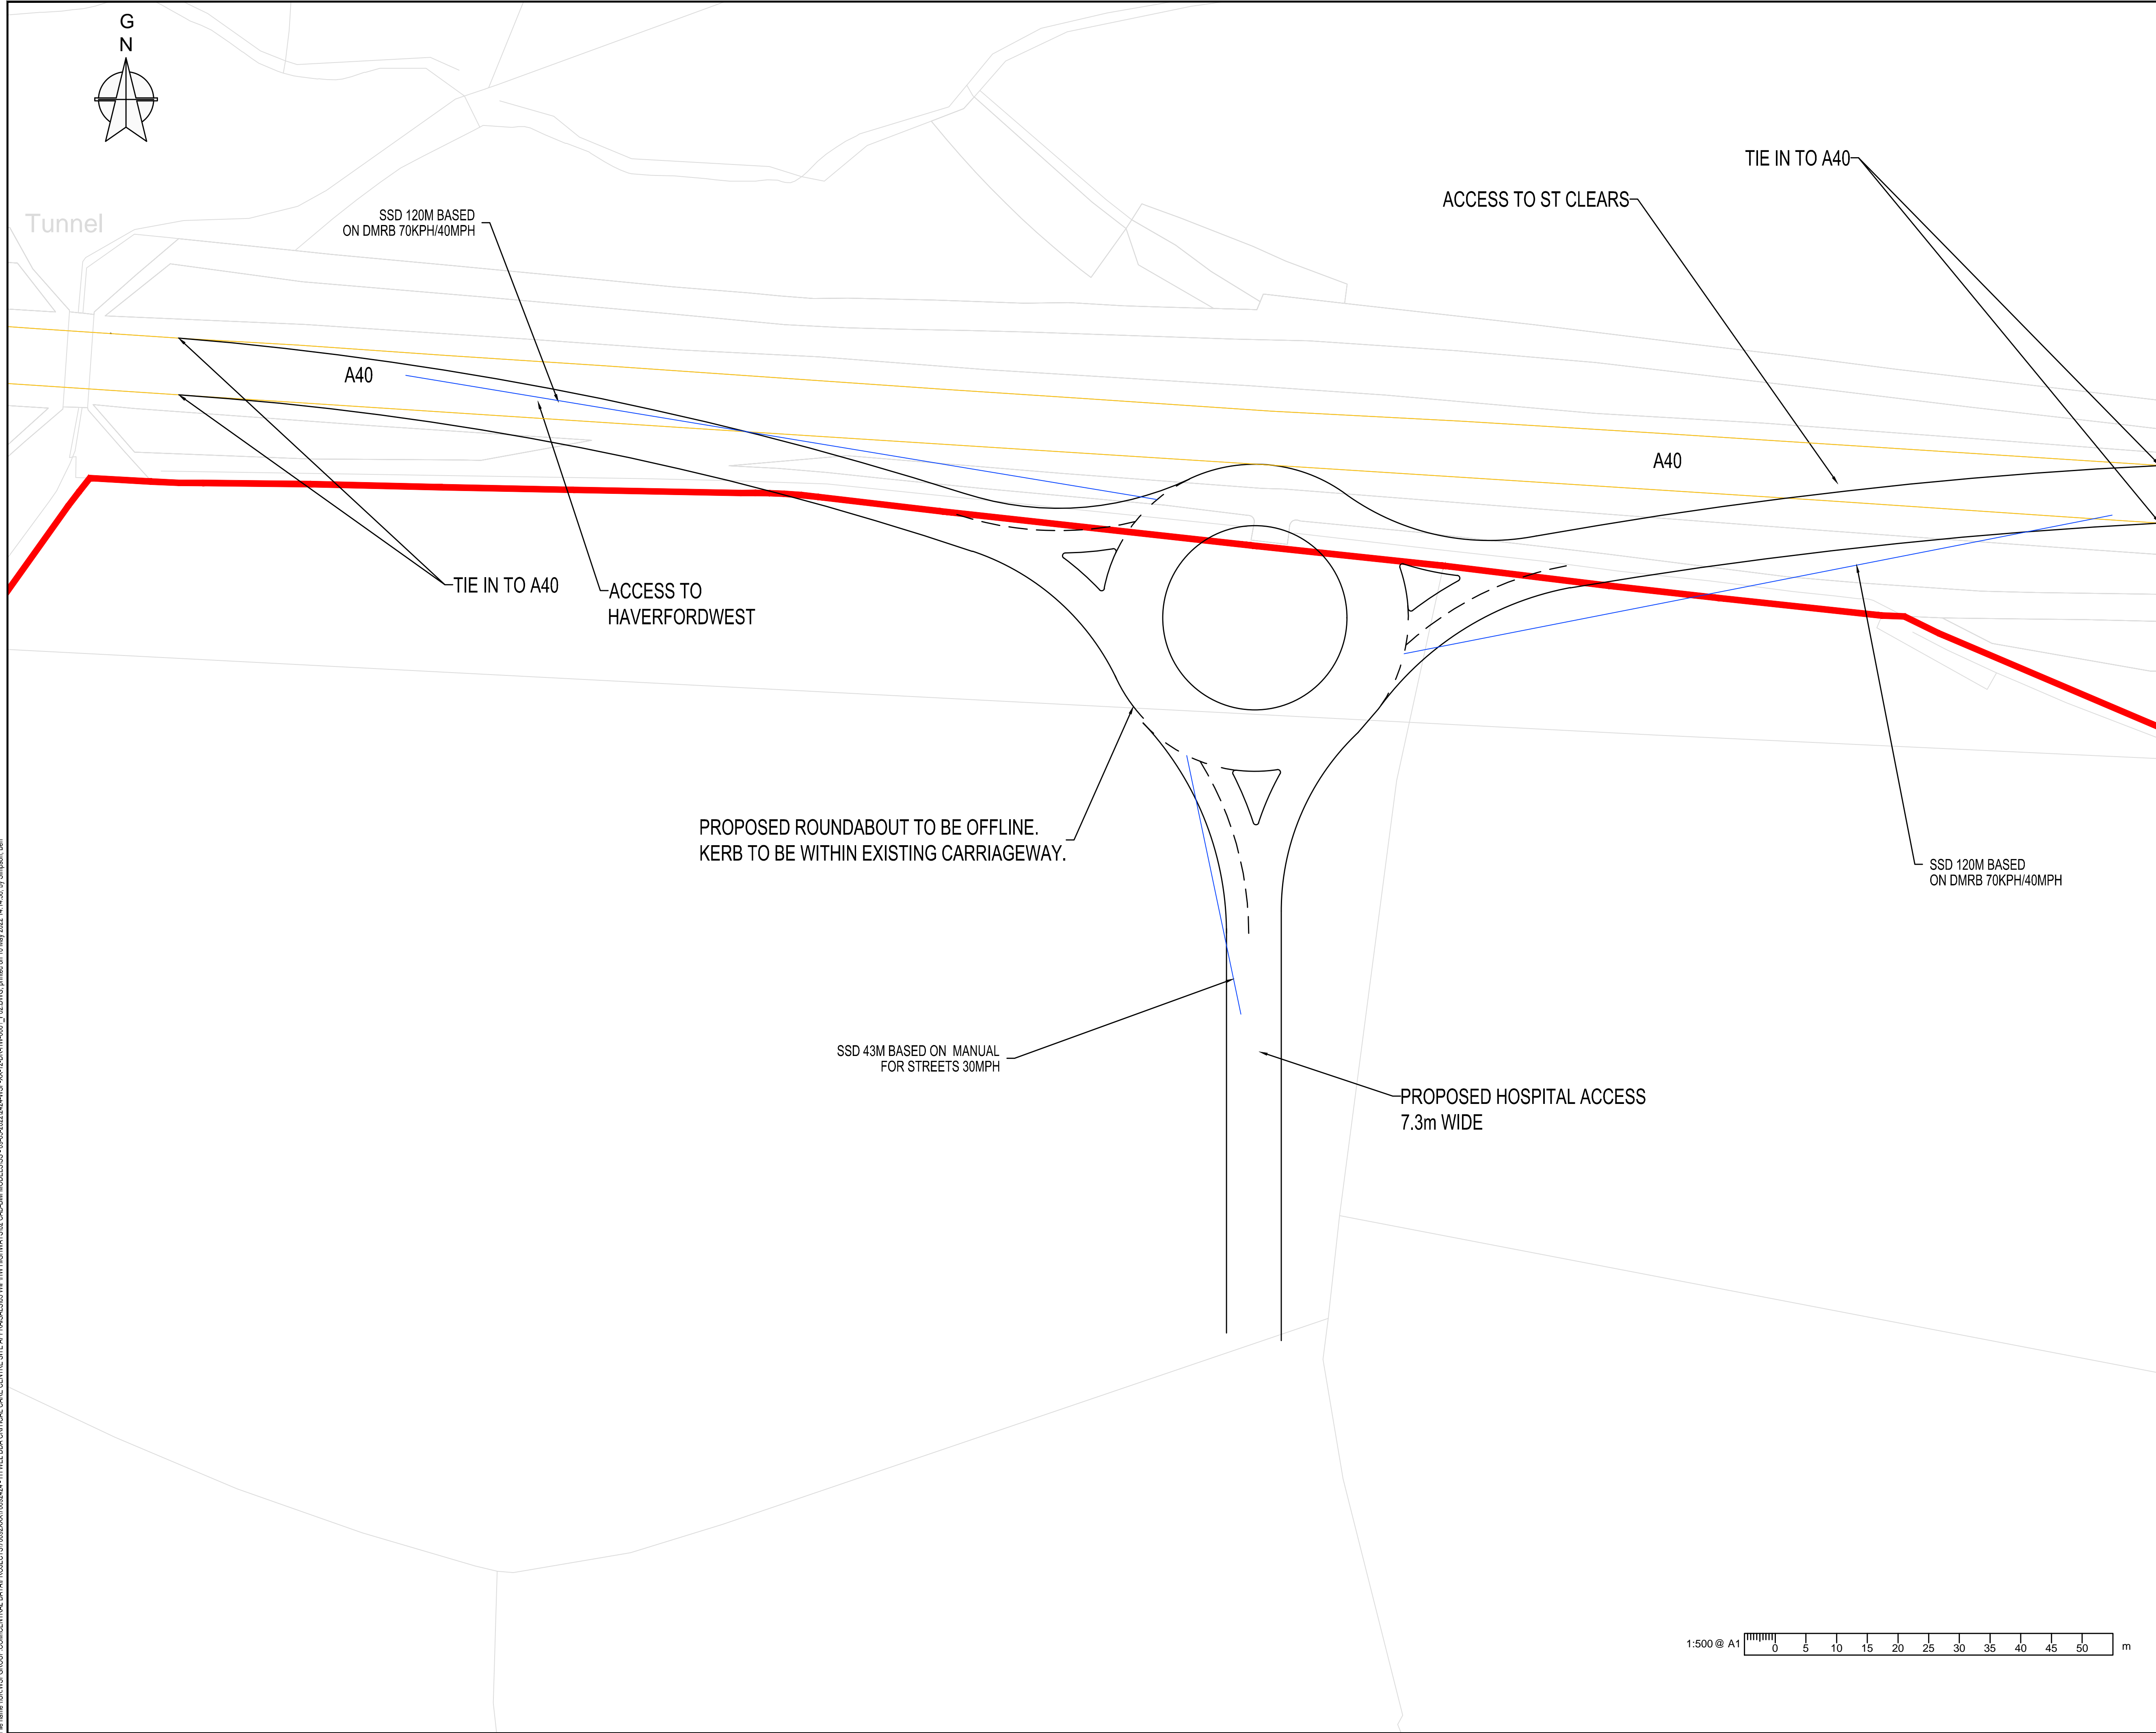 G
N
TIE IN TO A40
ACCESS TO ST CLEARS
Tunnel
SSD 120M BASED
ON DMRB 70KPH/40MPH
A40
A40
TIE IN TO A40
ACCESS TO
HAVERFORDWEST
PROPOSED ROUNDABOUT TO BE OFFLINE.
KERB TO BE WITHIN EXISTING CARRIAGEWAY.
SSD 120M BASED
ON DMRB 70KPH/40MPH
SSD 43M BASED ON MANUAL
FOR STREETS 30MPH
PROPOSED HOSPITAL ACCESS
7.3m WIDE
1:500 @ A1
0 5 10 15 20 25 30 35 40 45 50 m